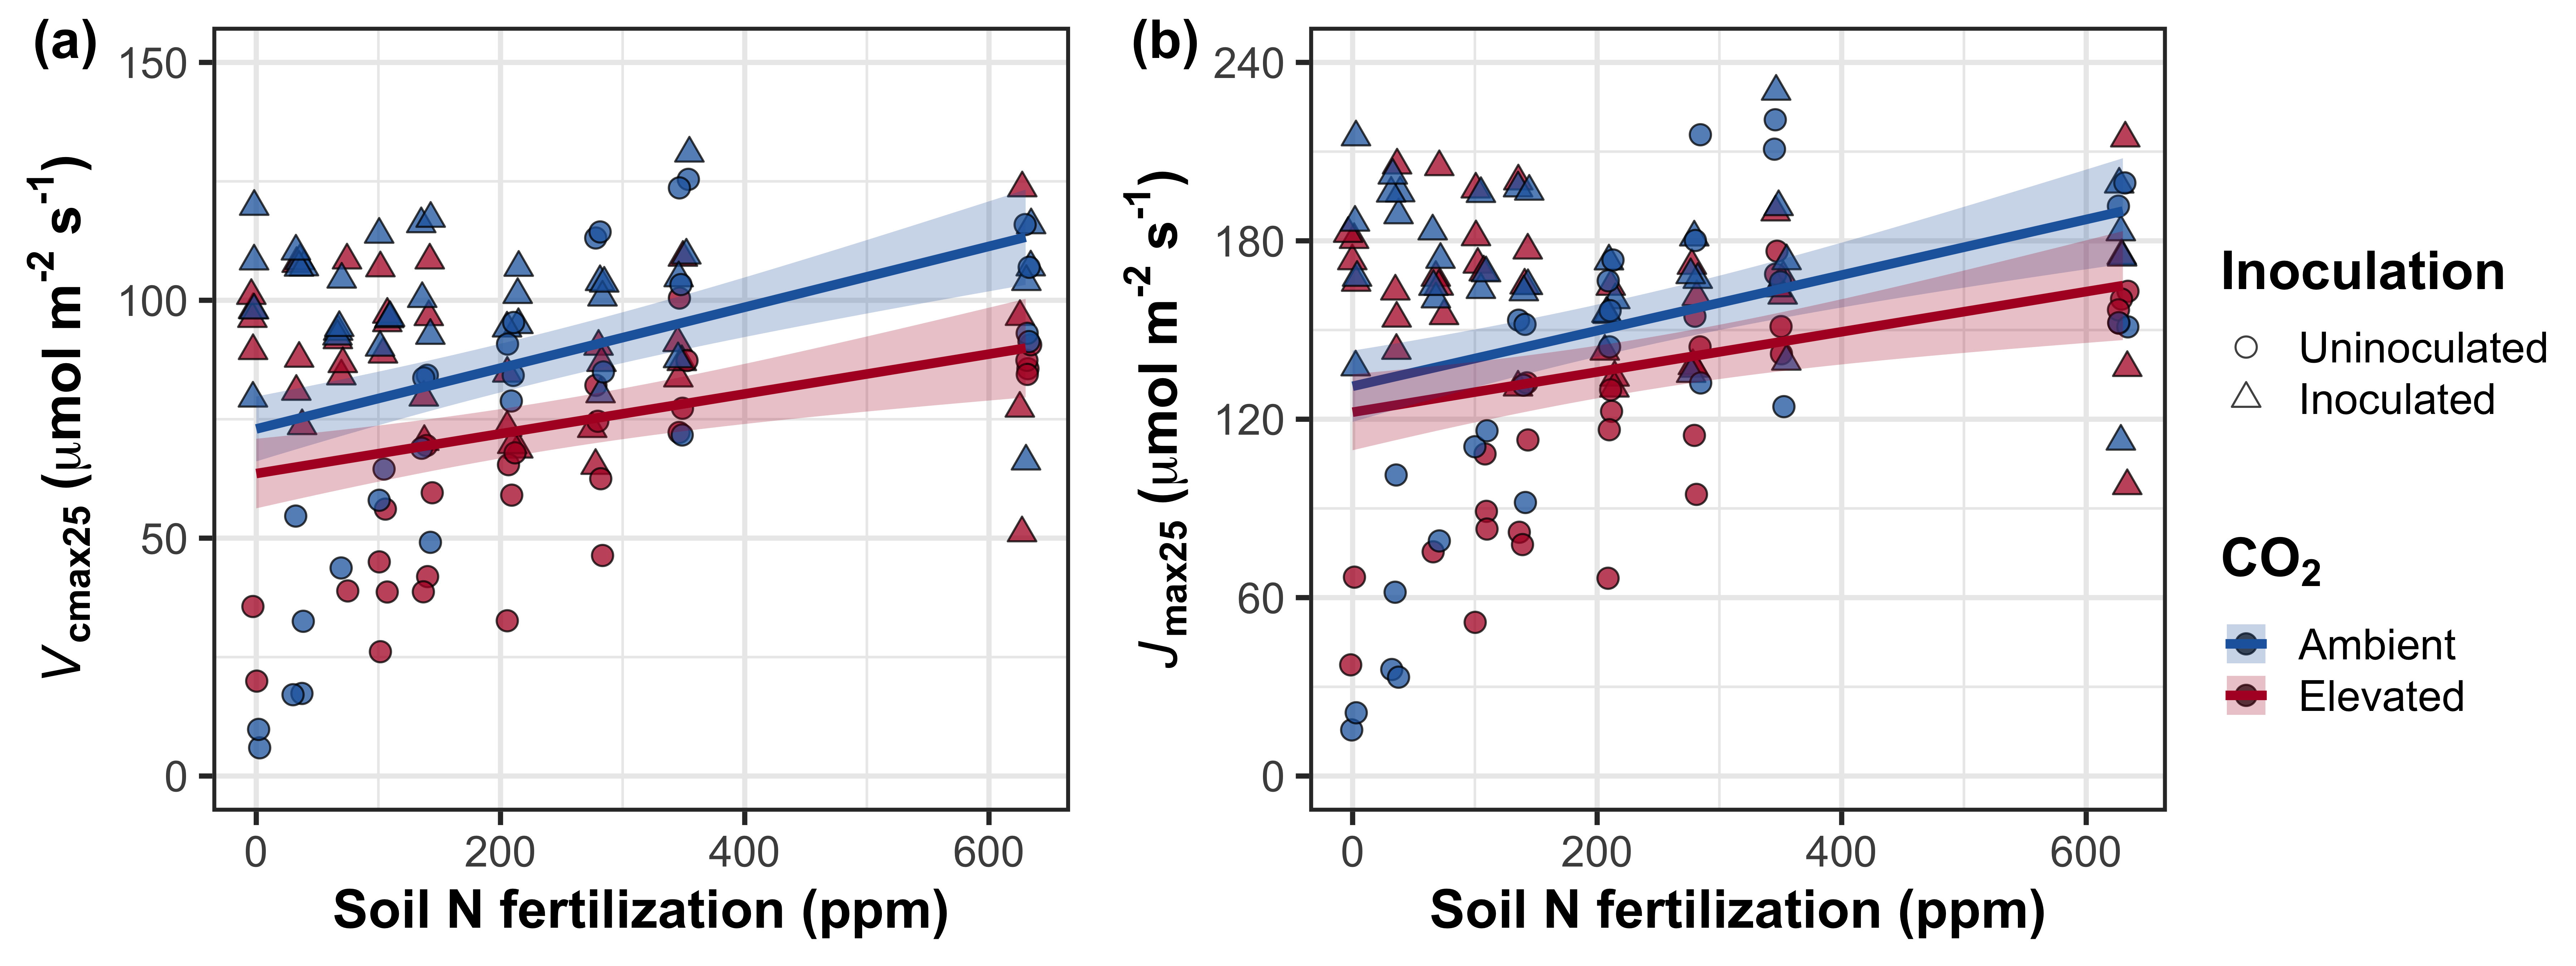 (a)
150
100
50
0
Vcmax25 (μmol m-2 s-1)
0 200 400 600
Soil N fertilization (ppm)
(b)
240
180
120
60
0
Jmax25 (μmol m-2 s-1)
0 200 400 600
Soil N fertilization (ppm)
Inoculation
Uninoculated
Inoculated
CO2
Ambient
Elevated